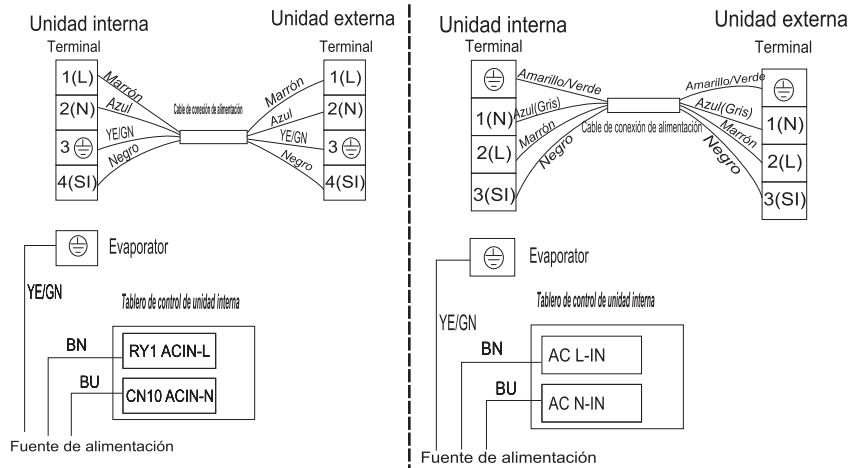 Unidad interna
Unidad externa
Terminal
Terminal
1(L)
Marrón
Marrón
1(L)
2(N)
Azul
Cable de conexión de alimentación
Azul
2(N)
3
YE/GN
YE/GN
3
4(SI)
Negro
Negro
4(SI)
Evaporator
YE/GN
Tablero de control de unidad interna
BN
RY1 ACIN-L
BU
CN10 ACIN-N
Fuente de alimentación
Unidad interna
Unidad externa
Terminal
Terminal
Amarillo/Verde
Amarillo/Verde
1(N)
Azul(Gris)
Azul(Gris)
1(N)
Cable de conexión de alimentación
2(L)
Marrón
Marrón
2(L)
3(SI)
Negro
Negro
3(SI)
Evaporator
YE/GN
Tablero de control de unidad interna
BN
AC L-IN
BU
AC N-IN
Fuente de alimentación